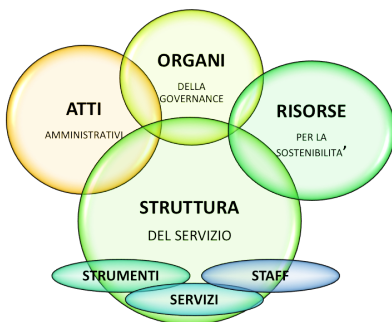 ORGANI
DELLA
GOVERNANCE
ATTI
AMMINISTRATIVI
RISORSE
PER LA
SOSTENIBILITA’
STRUTTURA
DEL SERVIZIO
STRUMENTI
STAFF
SERVIZI